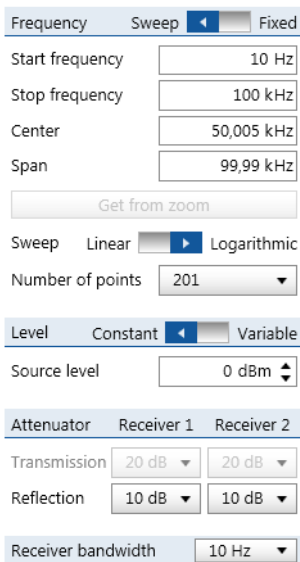 Frequency Sweep Fixed
Start frequency 10 Hz
Stop frequency 100 kHz
Center 50,005 kHz
Span 99,99 kHz
Get from zoom
Sweep Linear Logarithmic
Number of points 201
Level Constant Variable
Source level 0 dBm
Attenuator Receiver 1 Receiver 2
Transmission 20 dB 20 dB
Reflection 10 dB 10 dB
Receiver bandwidth 10 Hz